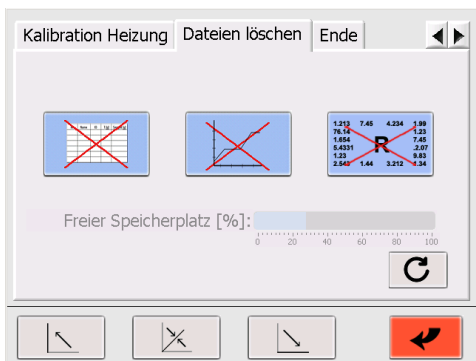 Kalibration Heizung Dateien löschen Ende
1.213 7.45 4.234 1.99
76.14 1.23
1.654 R 7.45
5.4331 .2.07
1.23 9.83
2.543 1.44 3.212 1.34
Freier Speicherplatz [%]:
0 20 40 60 80 100